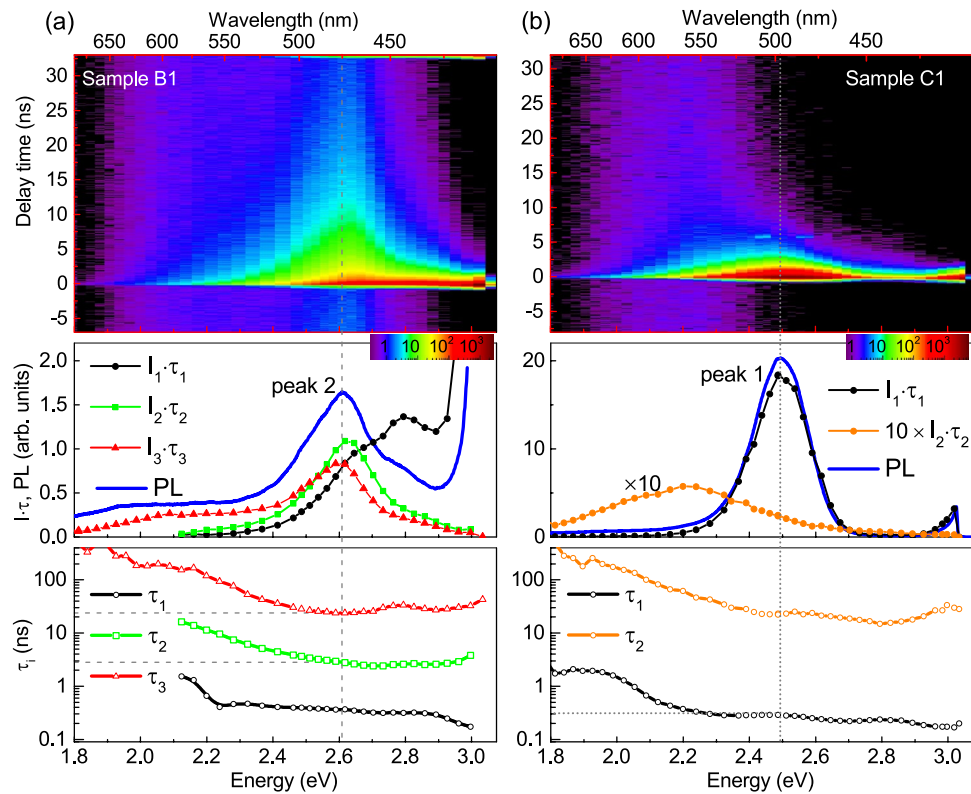 (a)
Wavelength (nm)
650 600 550 500 450
Sample B1
Delay time (ns)
30
25
20
15
10
5
0
-5
1 10 10² 10³
I·τ, PL (arb. units)
2.0
1.5
1.0
0.5
0.0
I₁·τ₁
I₂·τ₂
I₃·τ₃
PL
peak 2
τᵢ (ns)
100
10
1
0.1
τ₁
τ₂
τ₃
1.8 2.0 2.2 2.4 2.6 2.8 3.0
Energy (eV)
(c)
Wavelength (nm)
650 600 550 500 450
Sample C1
30
25
20
15
10
5
0
-5
1 10 10² 10³
20
10
0
peak 1
I₁·τ₁
10 × I₂·τ₂
PL
×10
100
10
1
0.1
τ₁
τ₂
1.8 2.0 2.2 2.4 2.6 2.8 3.0
Energy (eV)